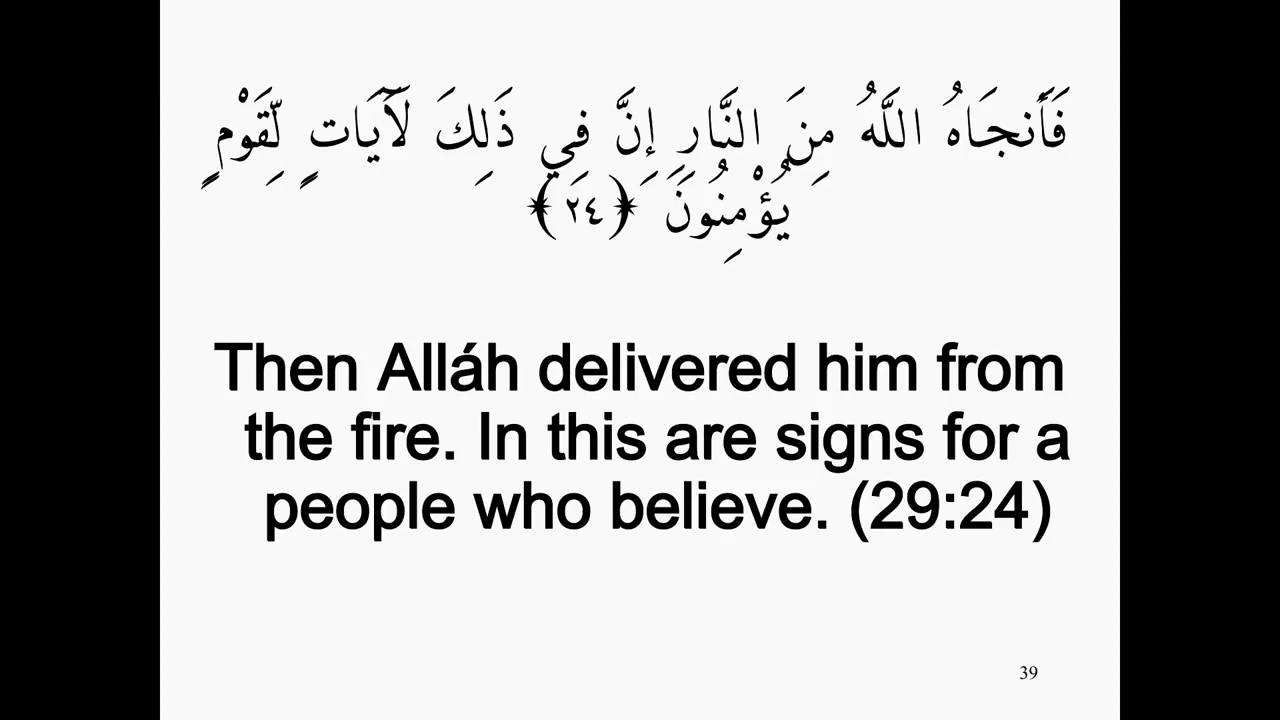 فَأَنجَاهُ اللَّهُ مِنَ النَّارِ إِنَّ فِي ذَلِكَ لَآَيَاتٍ لِّقَوْمٍ
يُؤْمِنُونَ ﴿٢٤﴾
Then Alláh delivered him from
the fire. In this are signs for a
people who believe. (29:24)
39